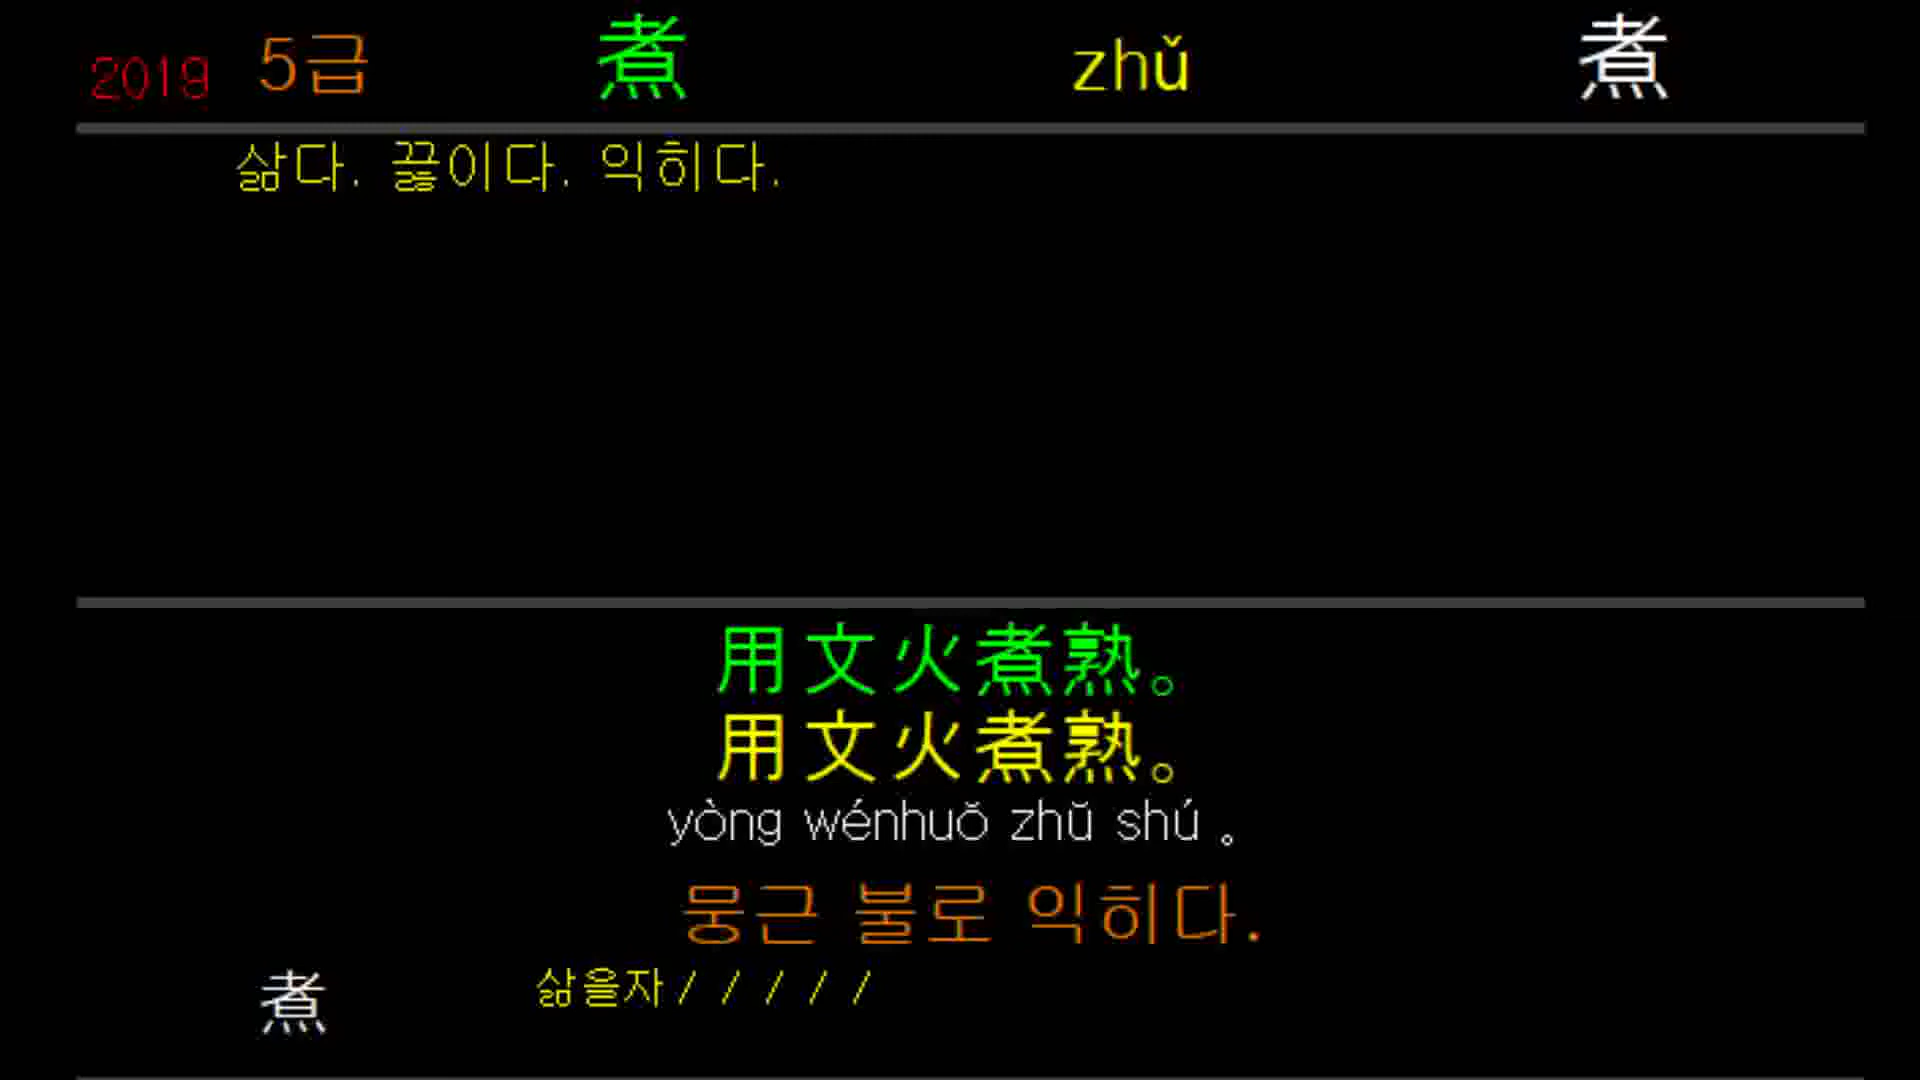 2019 5급 煮 zhǔ 煮
삶다. 끓이다. 익히다.
用文火煮熟。
用文火煮熟。
yòng wénhuǒ zhǔ shú 。
뭉근 불로 익히다.
煮 삶을자/////